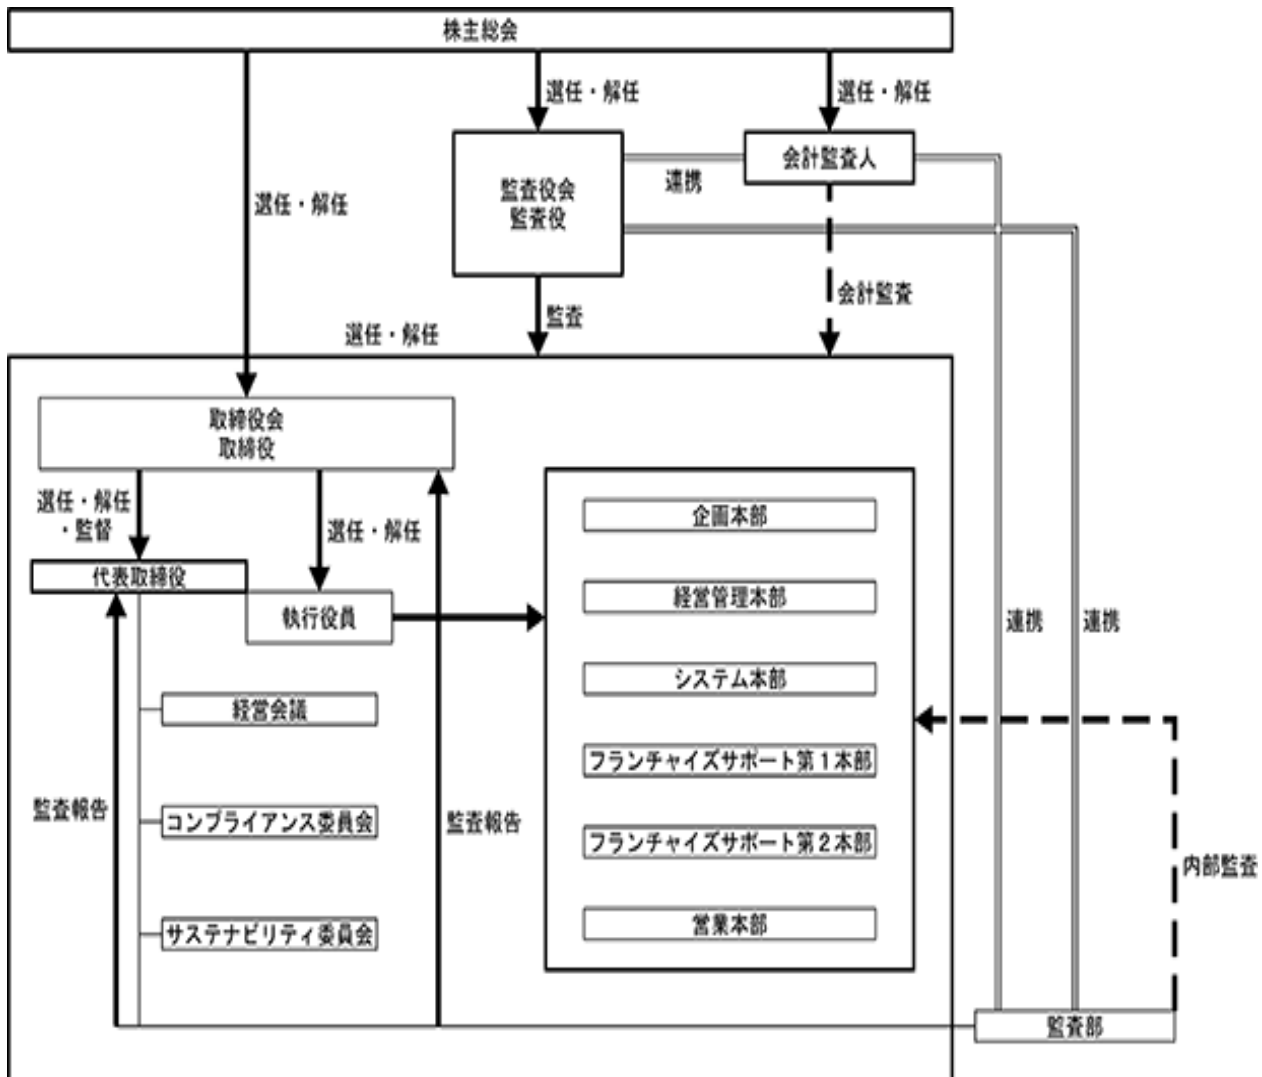 株主総会
選任・解任
選任・解任
選任・解任
会計監査人
連携
監査役会
監査役
会計監査
監査
選任・解任
取締役会
取締役
選任・解任
・監督
選任・解任
代表取締役
執行役員
経営会議
コンプライアンス委員会
サステナビリティ委員会
監査報告
監査報告
企画本部
経営管理本部
システム本部
フランチャイズサポート第1本部
フランチャイズサポート第2本部
営業本部
連携
連携
内部監査
監査部